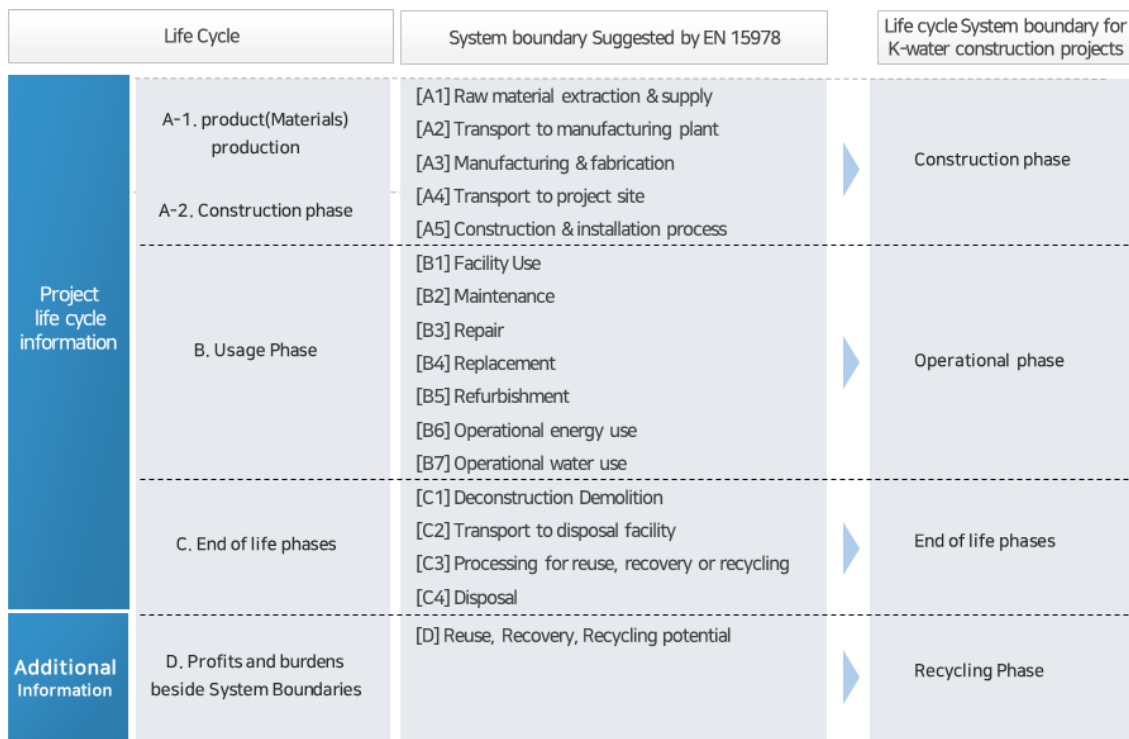 Life Cycle
System boundary Suggested by EN 15978
Life cycle System boundary for
K-water construction projects
Project
life cycle
information
A-1. product(Materials)
production
A-2. Construction phase
[A1] Raw material extraction & supply
[A2] Transport to manufacturing plant
[A3] Manufacturing & fabrication
[A4] Transport to project site
[A5] Construction & installation process
Construction phase
B. Usage Phase
[B1] Facility Use
[B2] Maintenance
[B3] Repair
[B4] Replacement
[B5] Refurbishment
[B6] Operational energy use
[B7] Operational water use
Operational phase
C. End of life phases
[C1] Deconstruction Demolition
[C2] Transport to disposal facility
[C3] Processing for reuse, recovery or recycling
[C4] Disposal
End of life phases
Additional
Information
D. Profits and burdens
beside System Boundaries
[D] Reuse, Recovery, Recycling potential
Recycling Phase